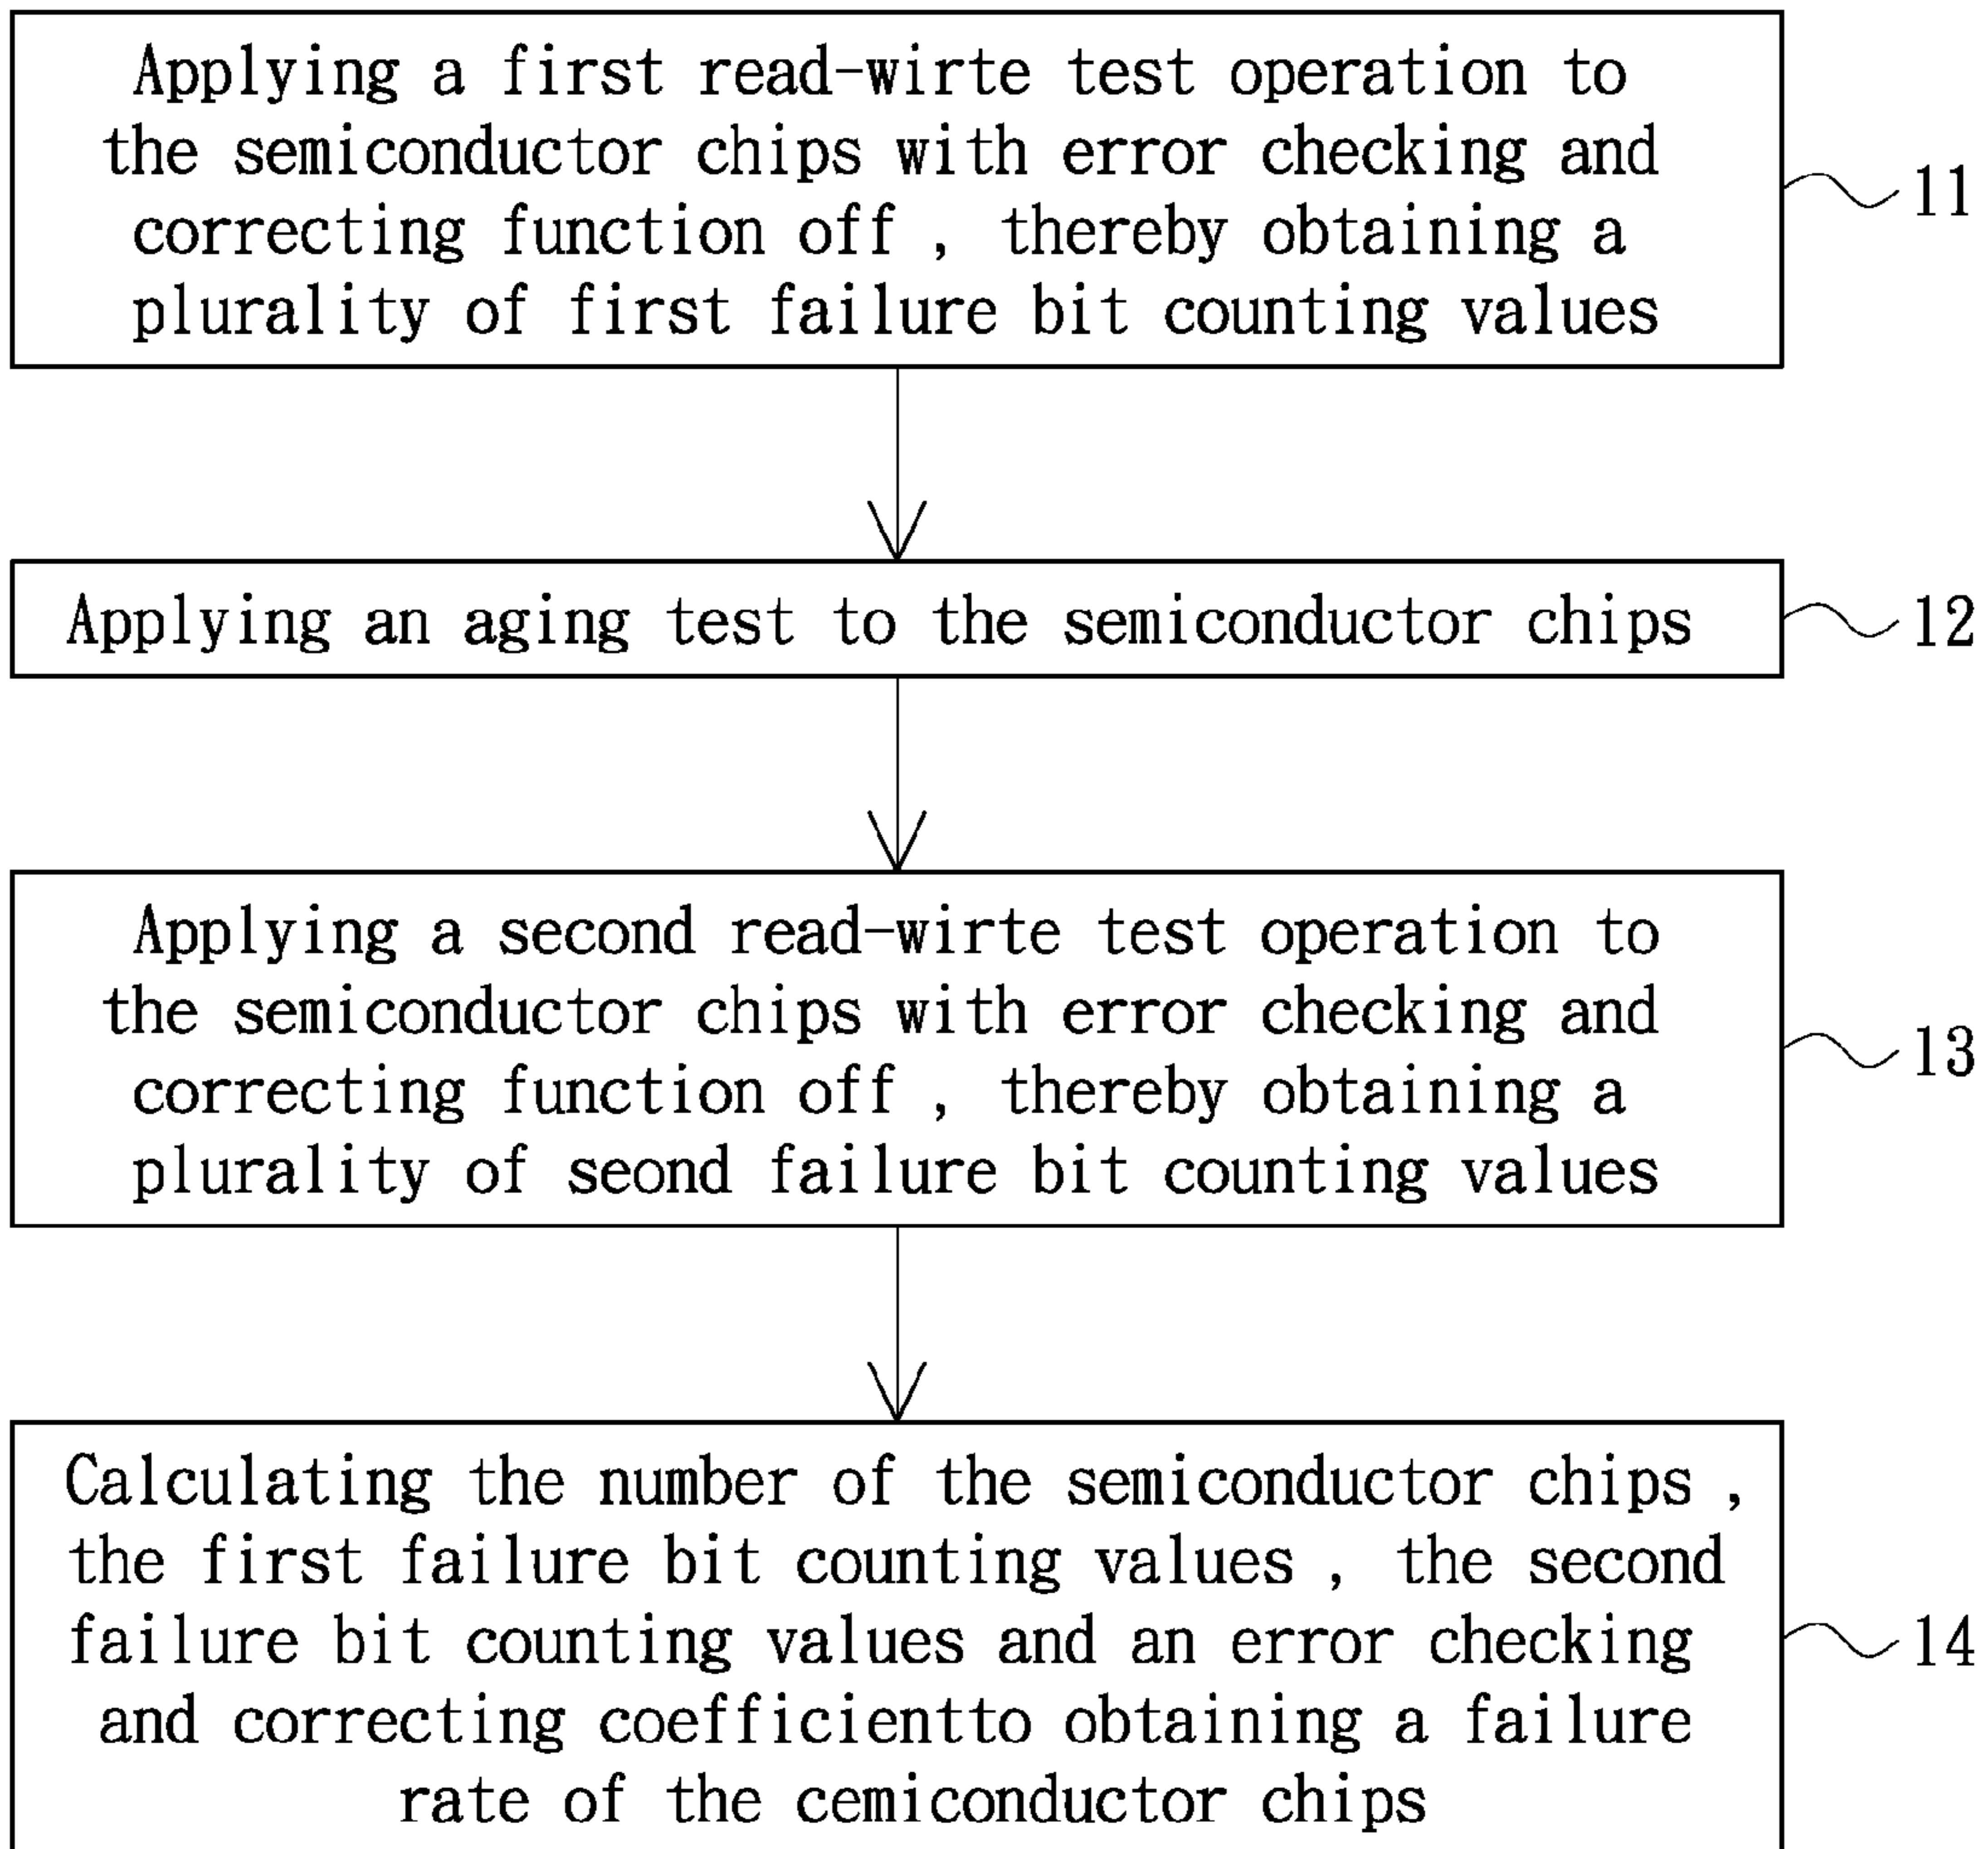 Applying a first read-wirte test operation to
the semiconductor chips with error checking and
correcting function off , thereby obtaining a
plurality of first failure bit counting values
11
Applying an aging test to the semiconductor chips
12
Applying a second read-wirte test operation to
the semiconductor chips with error checking and
correcting function off , thereby obtaining a
plurality of seond failure bit counting values
13
Calculating the number of the semiconductor chips ,
the first failure bit counting values , the second
failure bit counting values and an error checking
and correcting coefficientto obtaining a failure
rate of the cemiconductor chips
14